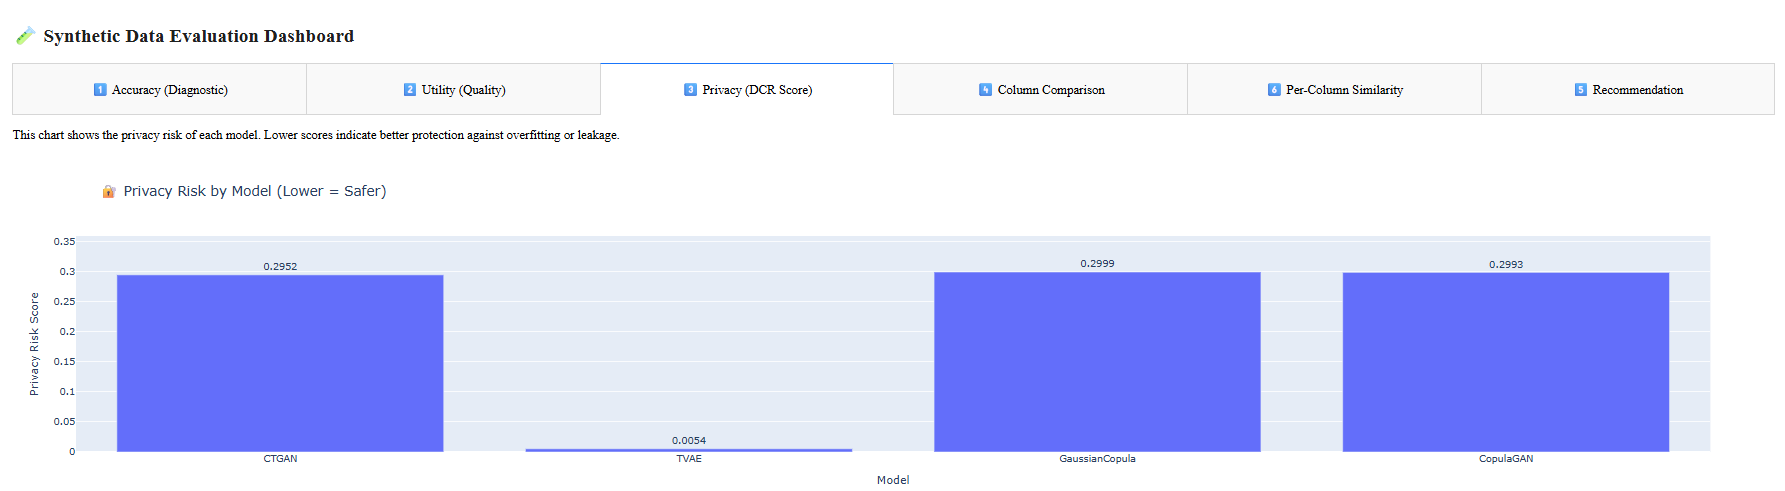 🧪 Synthetic Data Evaluation Dashboard
1️⃣ Accuracy (Diagnostic)
2️⃣ Utility (Quality)
3️⃣ Privacy (DCR Score)
4️⃣ Column Comparison
6️⃣ Per-Column Similarity
5️⃣ Recommendation
This chart shows the privacy risk of each model. Lower scores indicate better protection against overfitting or leakage.
🔐 Privacy Risk by Model (Lower = Safer)
Privacy Risk Score
0.35
0.3
0.25
0.2
0.15
0.1
0.05
0
0.2952
0.0054
0.2999
0.2993
CTGAN
TVAE
GaussianCopula
CopulaGAN
Model